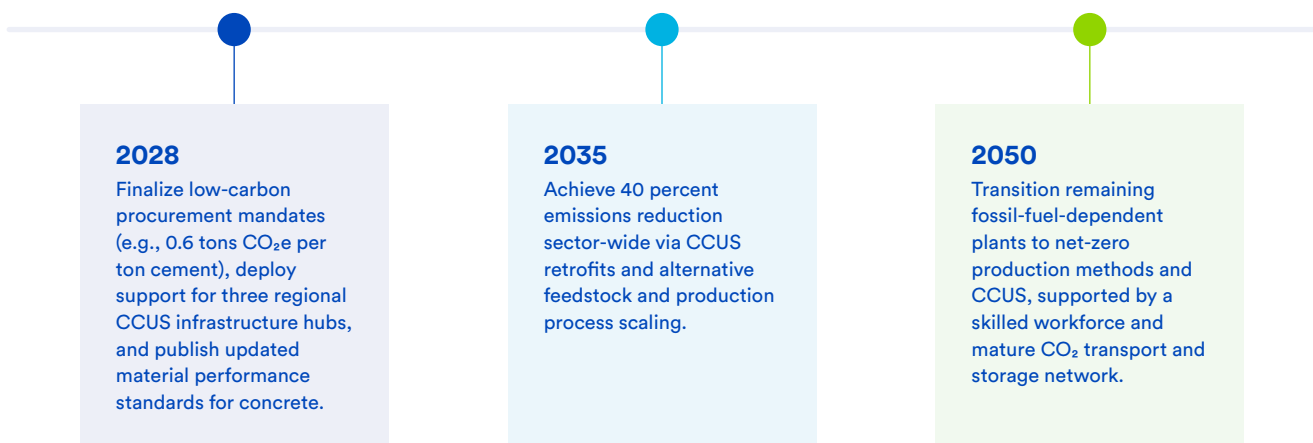 2028
Finalize low-carbon
procurement mandates
(e.g., 0.6 tons CO₂e per
ton cement), deploy
support for three regional
CCUS infrastructure hubs,
and publish updated
material performance
standards for concrete.
2035
Achieve 40 percent
emissions reduction
sector-wide via CCUS
retrofits and alternative
feedstock and production
process scaling.
2050
Transition remaining
fossil-fuel-dependent
plants to net-zero
production methods and
CCUS, supported by a
skilled workforce and
mature CO₂ transport and
storage network.